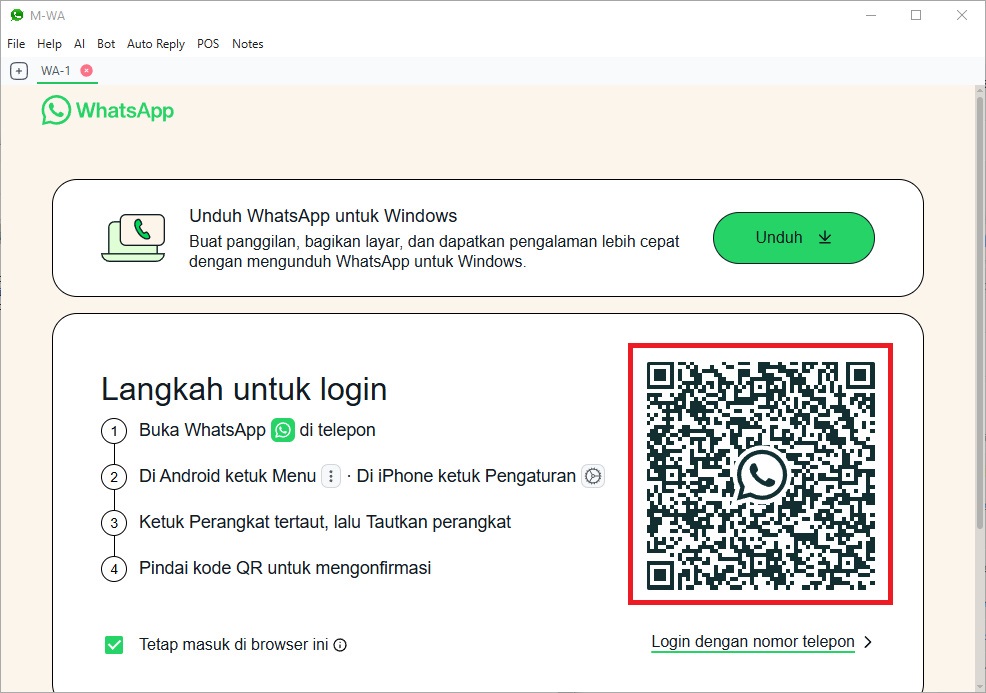 M-WA
File Help AI Bot Auto Reply POS Notes
WA-1
WhatsApp
Unduh WhatsApp untuk Windows
Buat panggilan, bagikan layar, dan dapatkan pengalaman lebih cepat
dengan mengunduh WhatsApp untuk Windows.
Unduh
Langkah untuk login
1 Buka WhatsApp di telepon
2 Di Android ketuk Menu · Di iPhone ketuk Pengaturan
3 Ketuk Perangkat tertaut, lalu Tautkan perangkat
4 Pindai kode QR untuk mengonfirmasi
Tetap masuk di browser ini
Login dengan nomor telepon